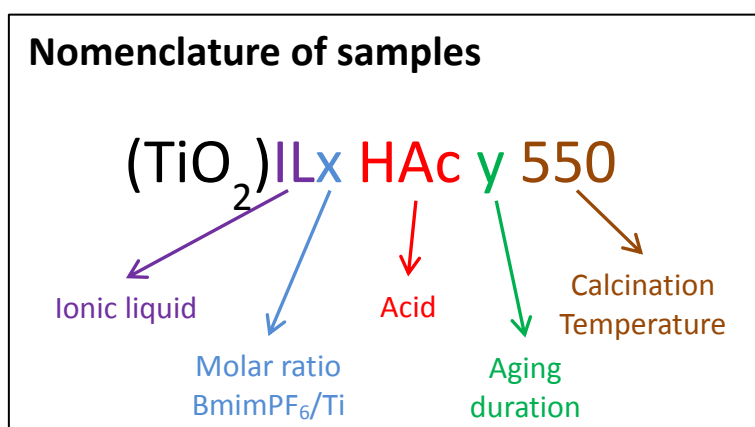 Nomenclature of samples
(TiO₂)ILx HAc y 550
Ionic liquid
Acid
Calcination
Temperature
Molar ratio
BmimPF₆/Ti
Aging
duration